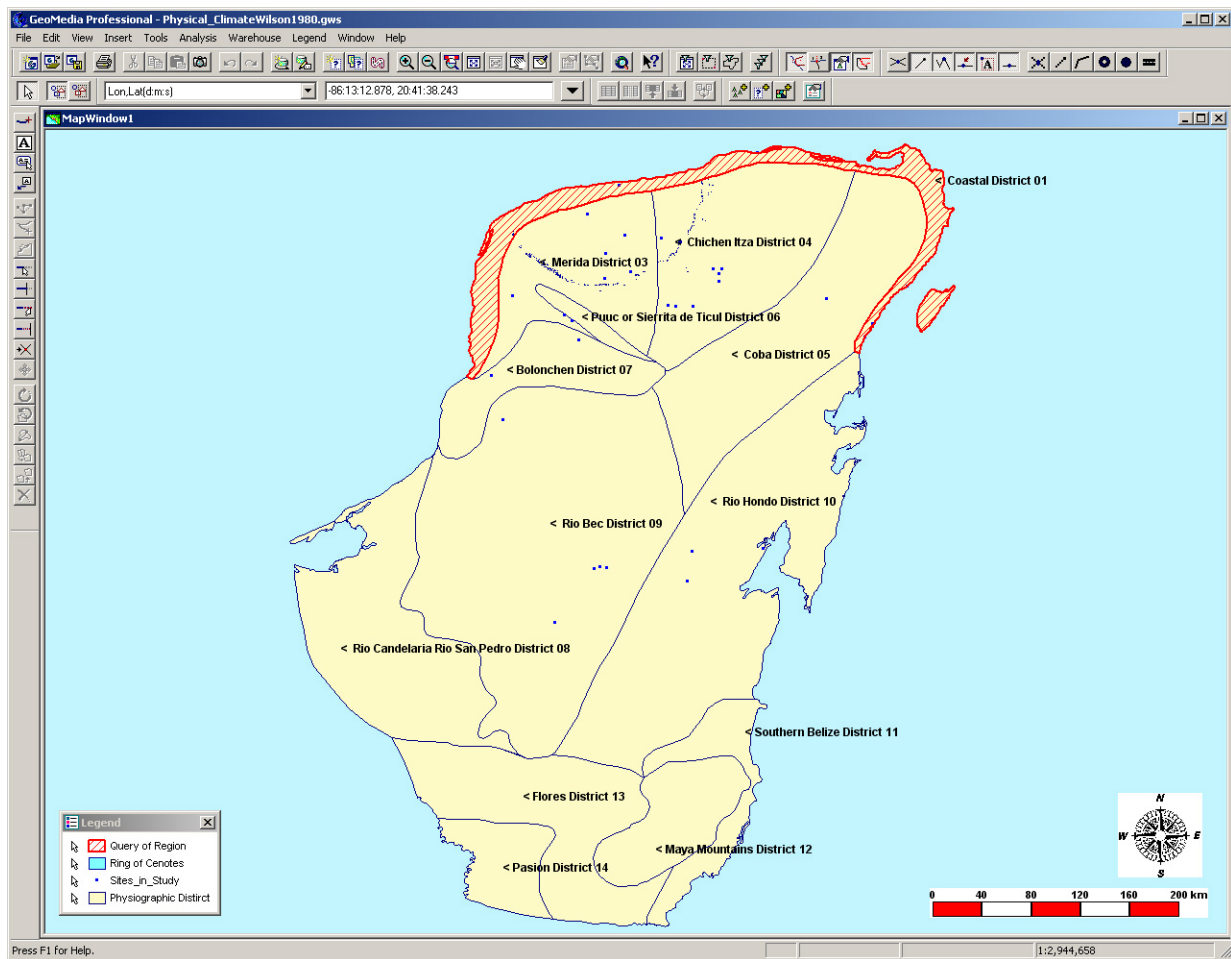 GeoMedia Professional - Physical_ClimateWilson1980.gws
File Edit View Insert Tools Analysis Warehouse Legend Window Help
Lon,Lat(d:m:s) -86:13:12.878, 20:41:38.243
MapWindow1
< Coastal District 01
Chichen Itza District 04
< Merida District 03
< Puuc or Sierrita de Ticul District 06
< Coba District 05
< Bolonchen District 07
< Rio Hondo District 10
< Rio Bec District 09
< Rio Candelaria Rio San Pedro District 08
< Southern Belize District 11
< Flores District 13
< Maya Mountains District 12
< Pasion District 14
Legend
Query of Region
Ring of Cenotes
Sites_in_Study
Physiographic Distirct
N
W E
S
0 40 80 120 160 200 km
Press F1 for Help. 1:2,944,658